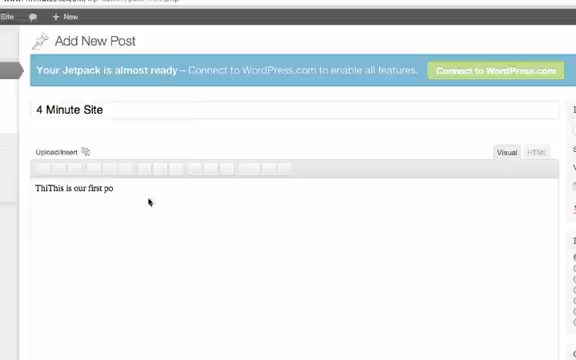 Site + New
Add New Post
Your Jetpack is almost ready – Connect to WordPress.com to enable all features. Connect to WordPress.com
4 Minute Site
Upload/Insert
Visual HTML
ThiThis is our first po